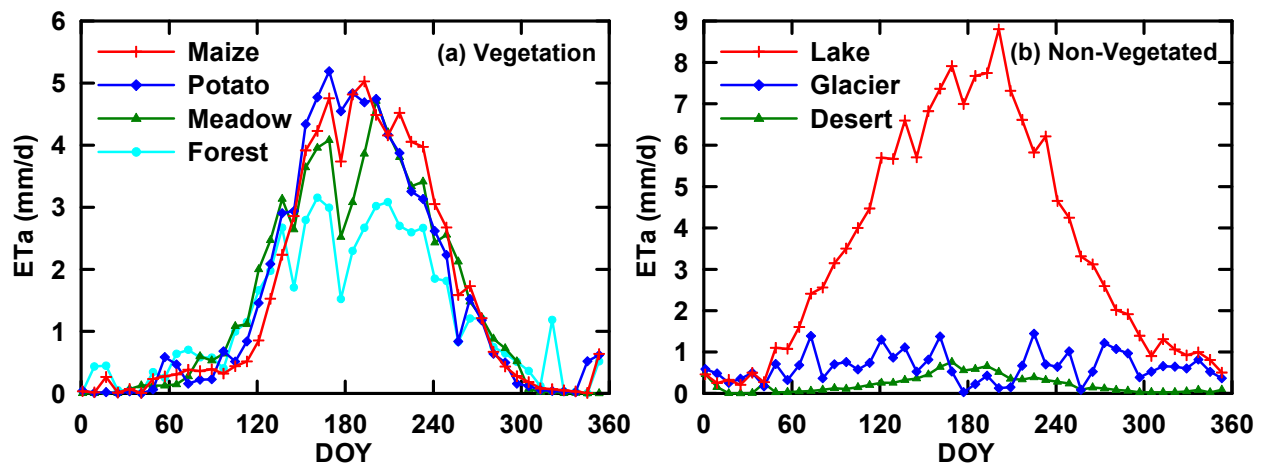 ETa (mm/d)
6
5
4
3
2
1
0
Maize
Potato
Meadow
Forest
(a) Vegetation
0 60 120 180 240 300 360
DOY
ETa (mm/d)
9
8
7
6
5
4
3
2
1
0
Lake
Glacier
Desert
(b) Non-Vegetated
0 60 120 180 240 300 360
DOY